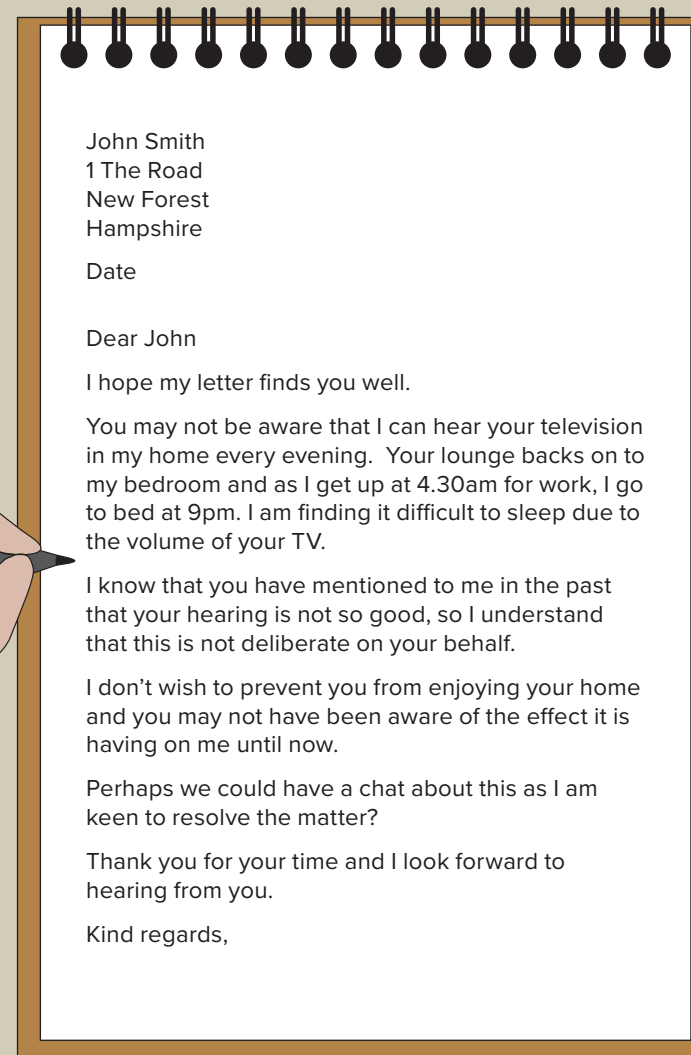 John Smith
1 The Road
New Forest
Hampshire
Date
Dear John
I hope my letter finds you well.
You may not be aware that I can hear your television
in my home every evening.  Your lounge backs on to
my bedroom and as I get up at 4.30am for work, I go
to bed at 9pm. I am finding it difficult to sleep due to
the volume of your TV.
I know that you have mentioned to me in the past
that your hearing is not so good, so I understand
that this is not deliberate on your behalf.
I don’t wish to prevent you from enjoying your home
and you may not have been aware of the effect it is
having on me until now.
Perhaps we could have a chat about this as I am
keen to resolve the matter?
Thank you for your time and I look forward to
hearing from you.
Kind regards,